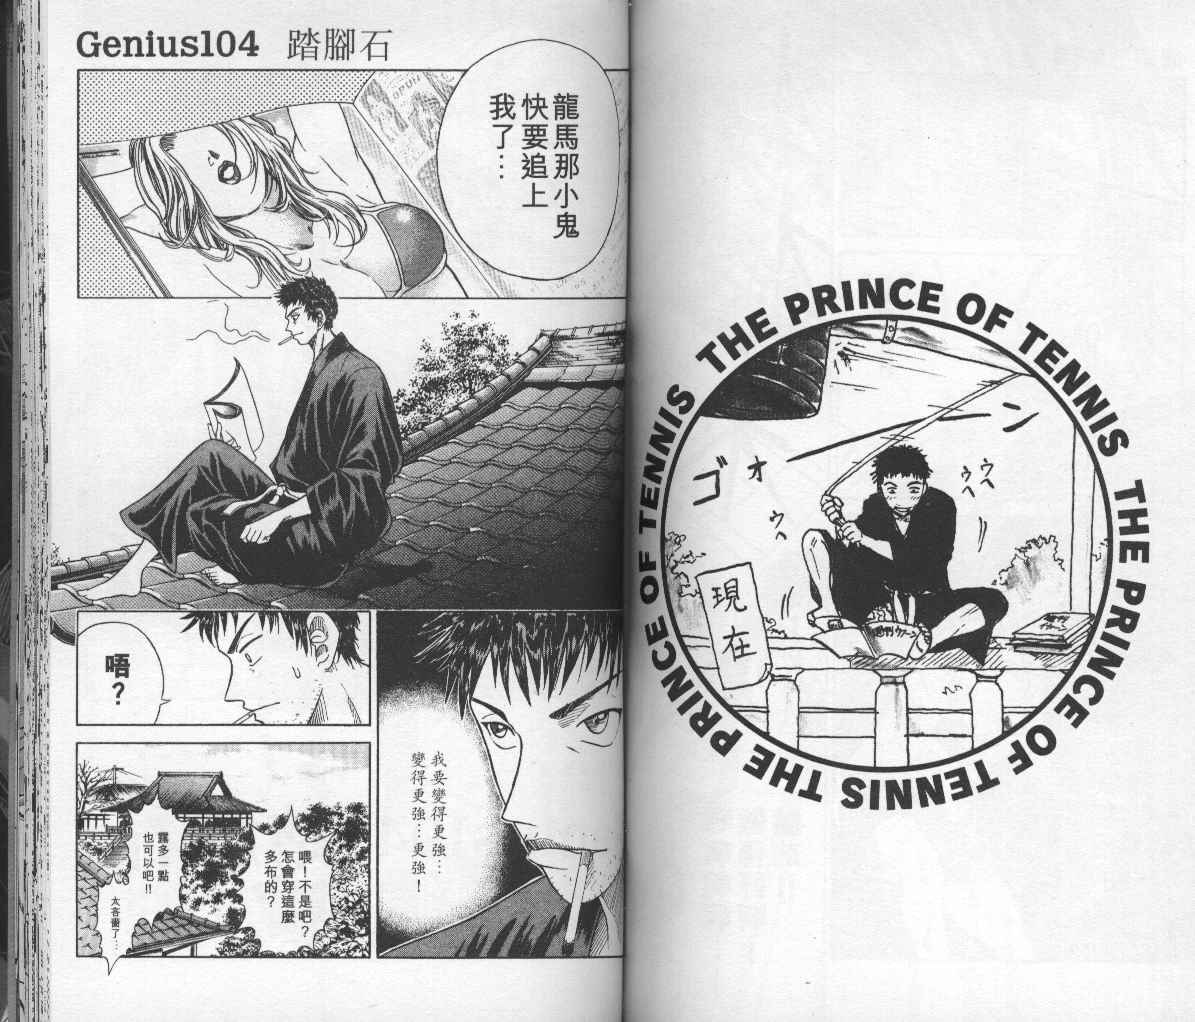 Genius104 踏腳石
龍馬那小鬼
快要追上
我了…
唔？
我要變得更強…
變得更強…更強！
喂！不是吧？
怎會穿這麼
多布的？
露多一點
也可以吧!!
太吝嗇了…
THE PRINCE OF TENNIS THE PRINCE OF TENNIS THE PRINCE OF TENNIS
ゴォーン
ウヘ
ウヘ
ウヘ
現在